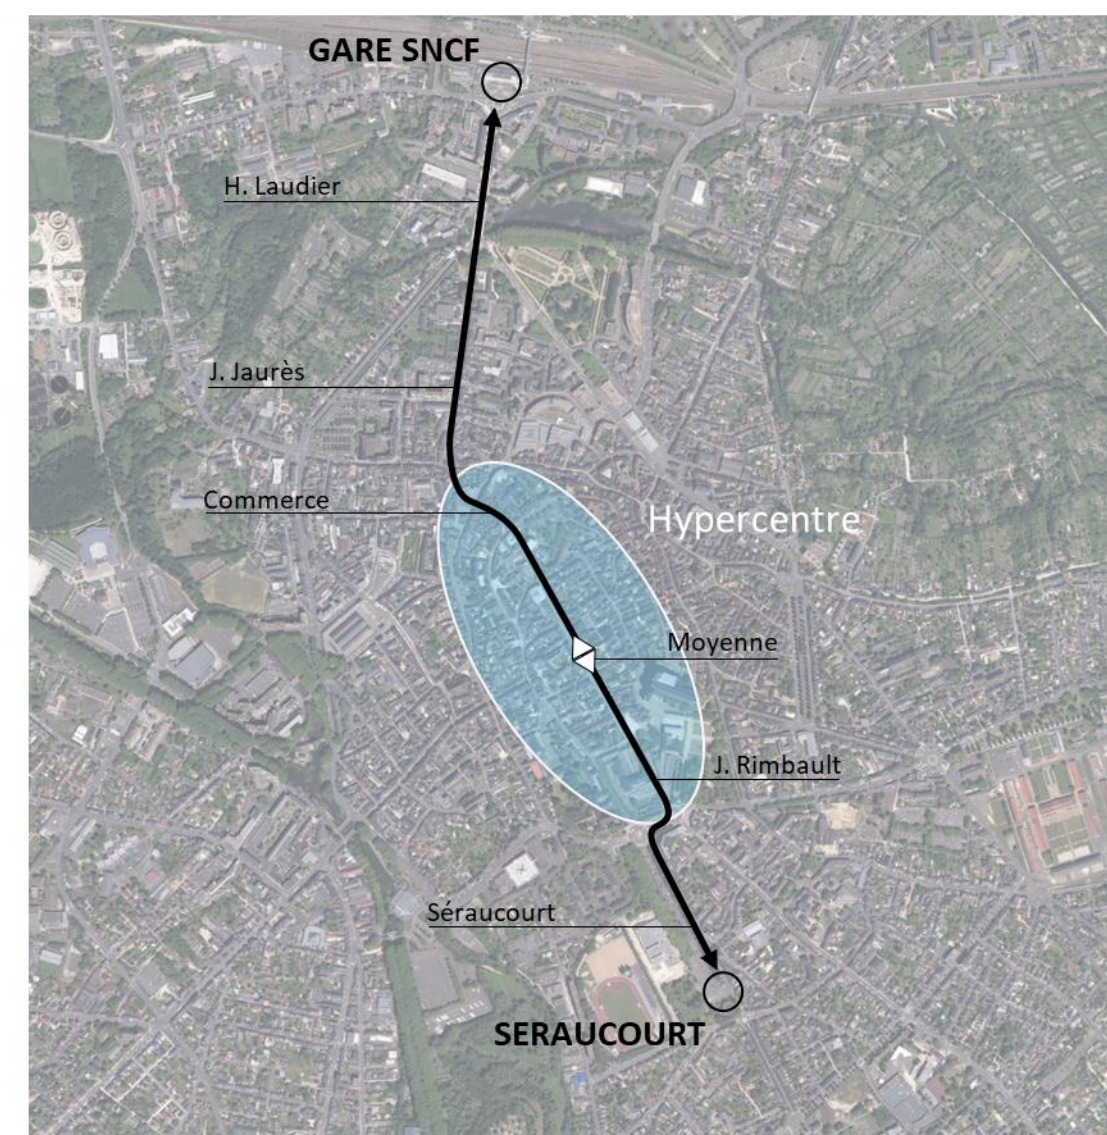 GARE SNCF
H. Laudier
J. Jaurès
Commerce
Hypercentre
Moyenne
J. Rimbault
Séraucourt
SERAUCOURT